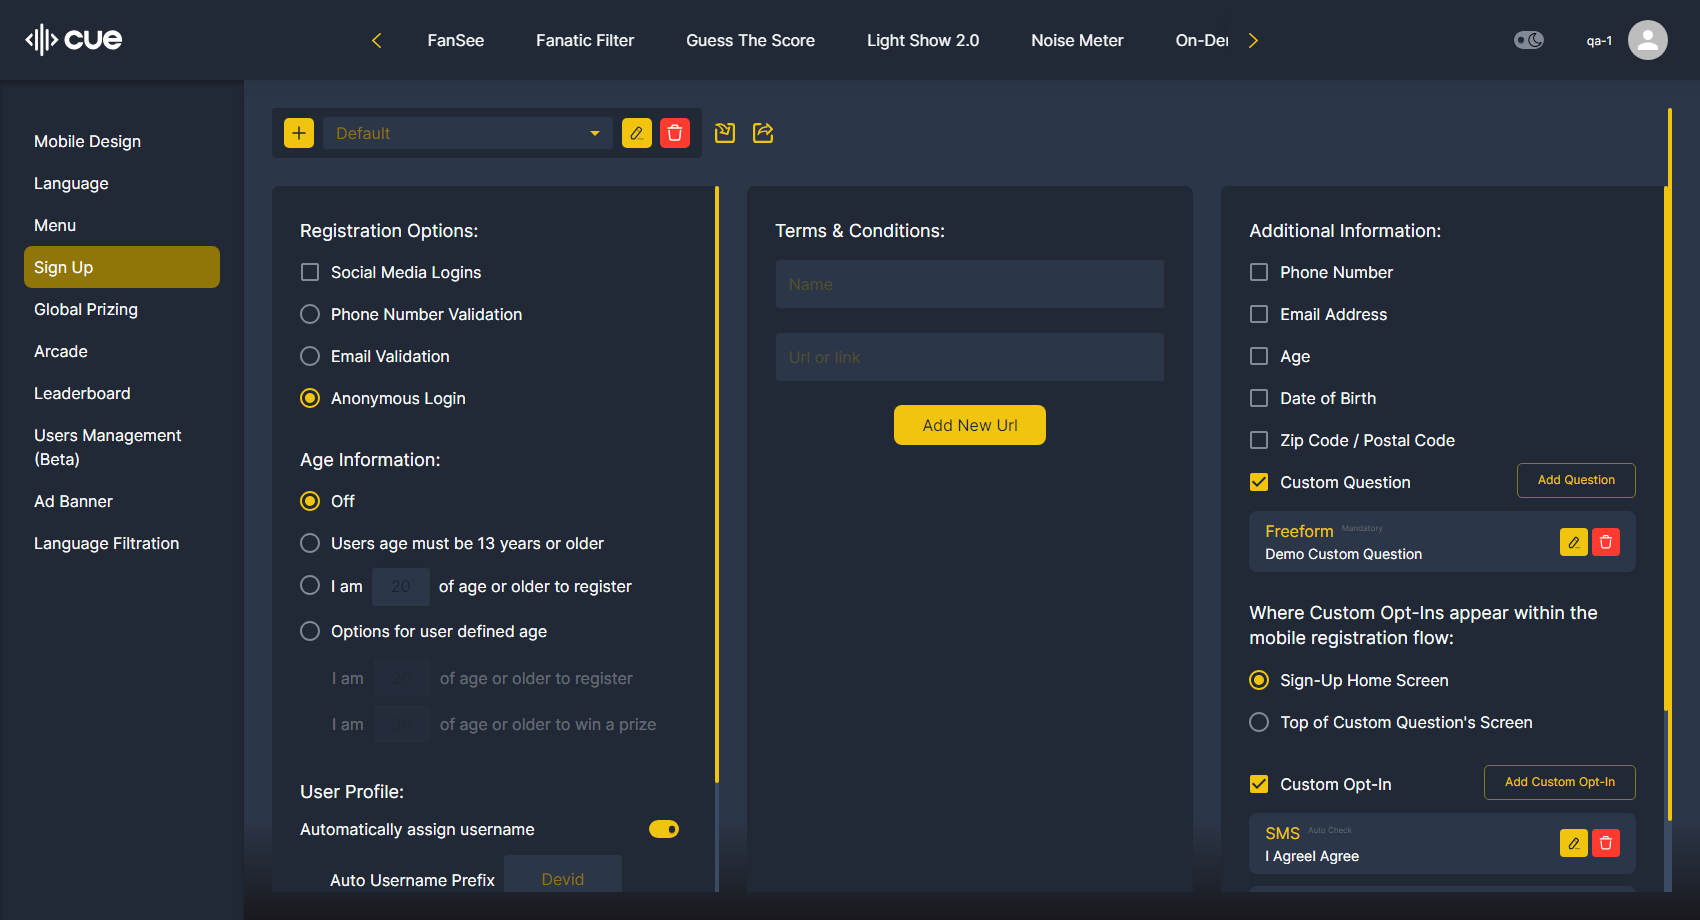 cue
FanSee
Fanatic Filter
Guess The Score
Light Show 2.0
Noise Meter
On-Der
qa-1
Mobile Design
Language
Menu
Sign Up
Global Prizing
Arcade
Leaderboard
Users Management
(Beta)
Ad Banner
Language Filtration
Default
Registration Options:
Social Media Logins
Phone Number Validation
Email Validation
Anonymous Login
Age Information:
Off
Users age must be 13 years or older
I am 20 of age or older to register
Options for user defined age
I am 20 of age or older to register
I am 30 of age or older to win a prize
User Profile:
Automatically assign username
Auto Username Prefix Devid
Terms & Conditions:
Name
Url or link
Add New Url
Additional Information:
Phone Number
Email Address
Age
Date of Birth
Zip Code / Postal Code
Custom Question Add Question
Freeform Mandatory
Demo Custom Question
Where Custom Opt-Ins appear within the
mobile registration flow:
Sign-Up Home Screen
Top of Custom Question's Screen
Custom Opt-In Add Custom Opt-In
SMS Auto Check
I AgreeI Agree